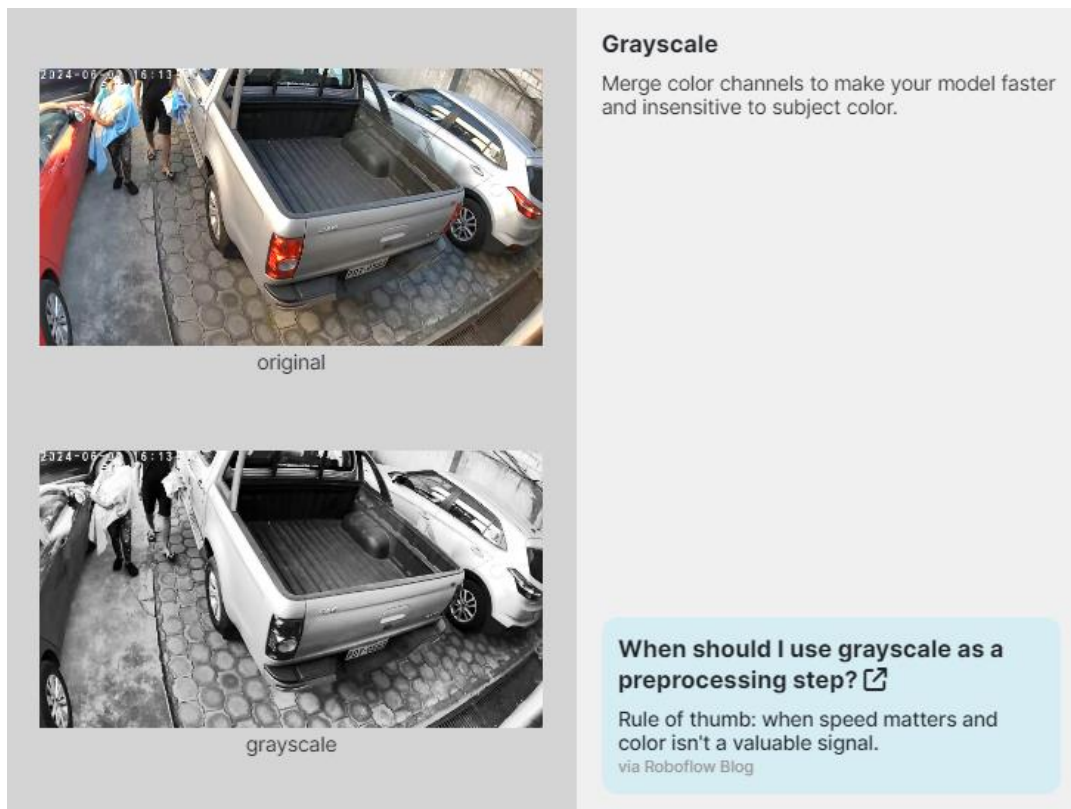 Grayscale
Merge color channels to make your model faster
and insensitive to subject color.
original
grayscale
When should I use grayscale as a
preprocessing step?
Rule of thumb: when speed matters and
color isn't a valuable signal.
via Roboflow Blog